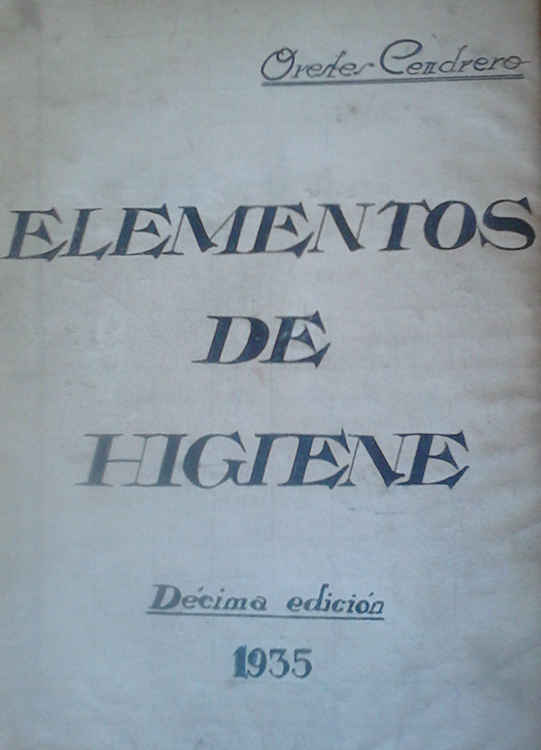 Orestes Cendrero
ELEMENTOS
DE
HIGIENE
Décima edición
1935